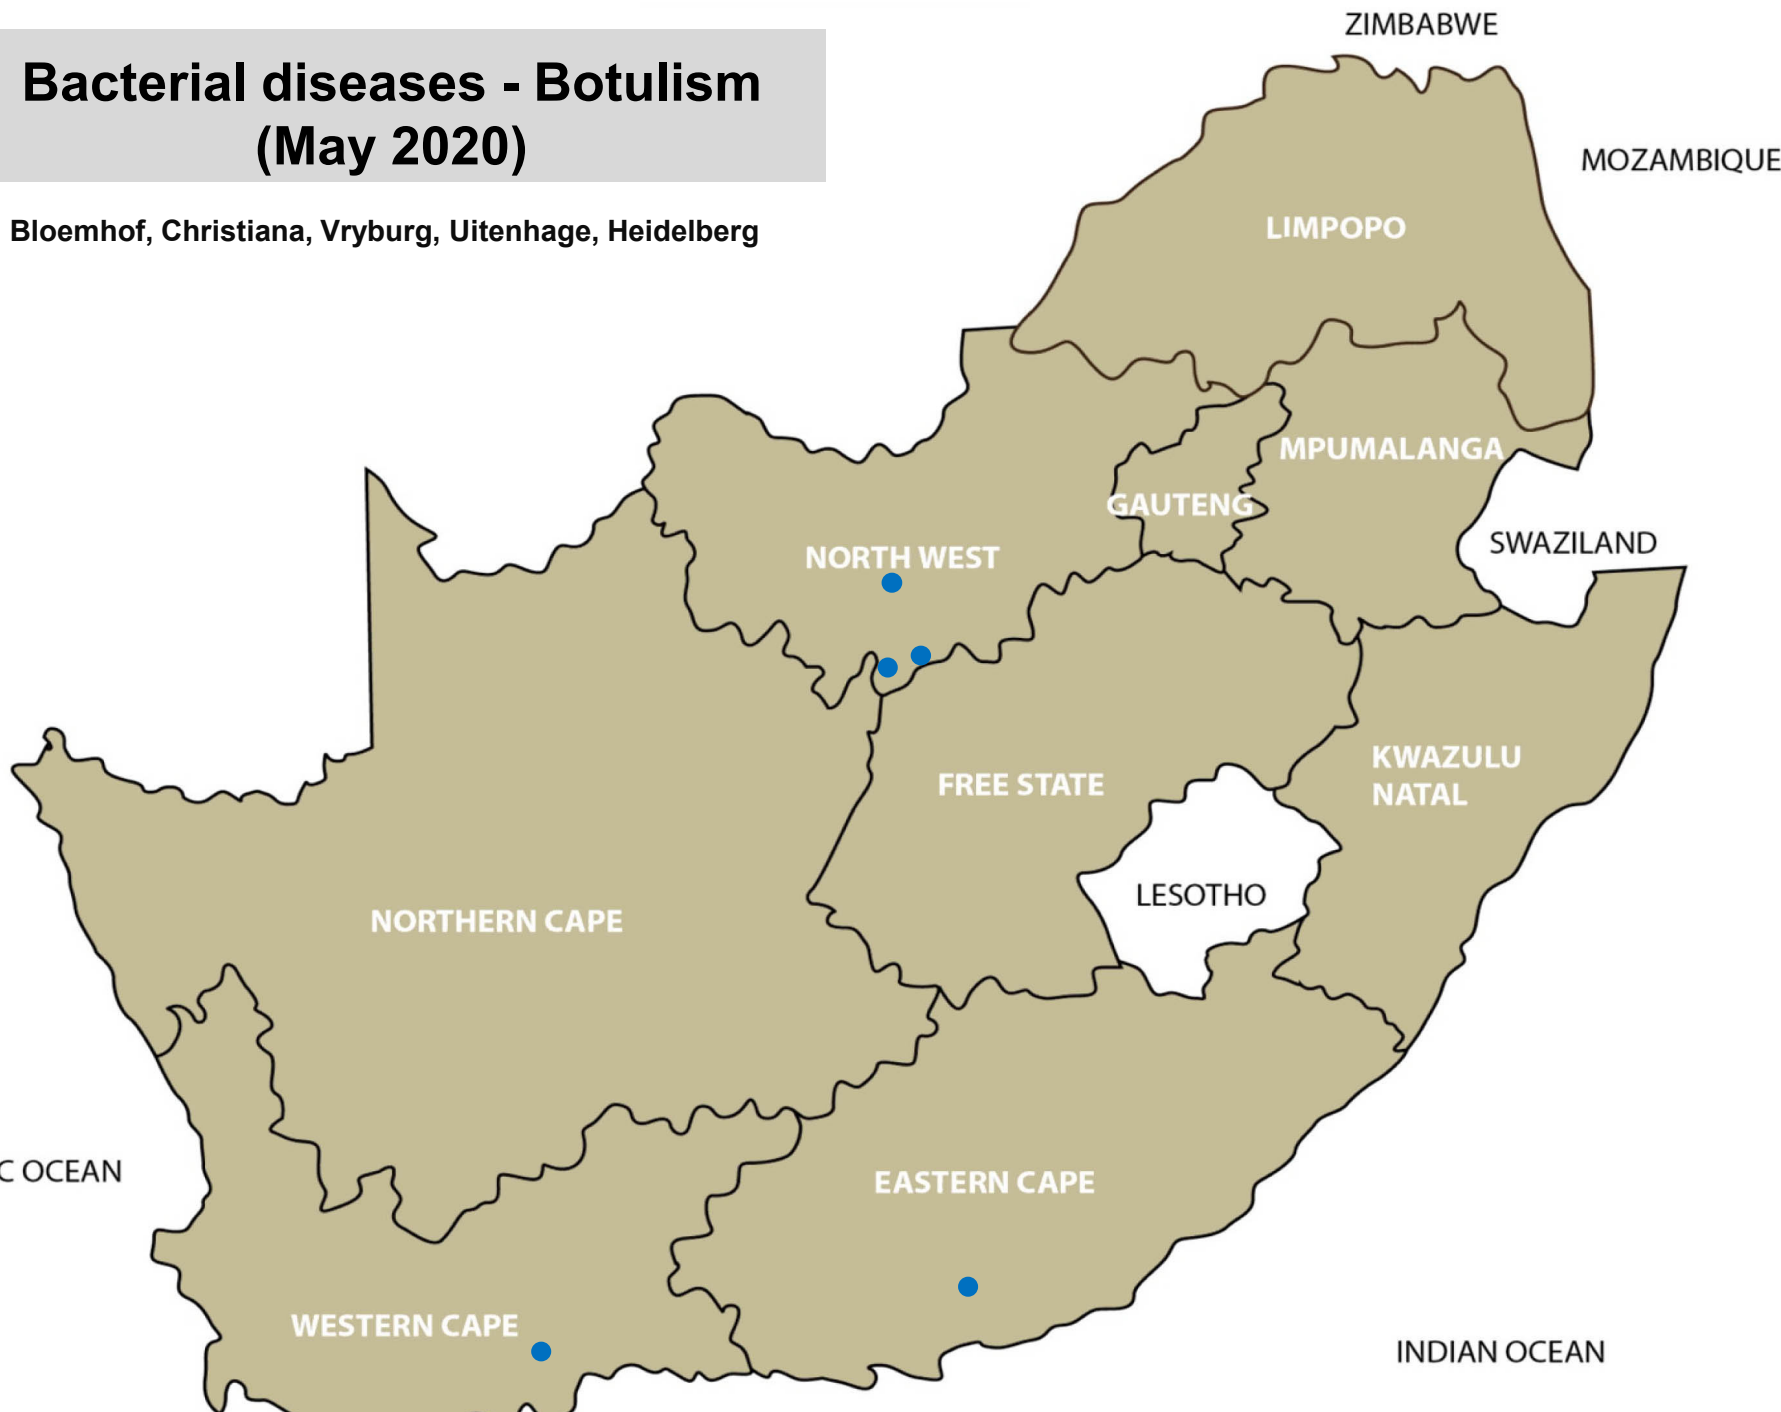 Bacterial diseases - Botulism
(May 2020)
Bloemhof, Christiana, Vryburg, Uitenhage, Heidelberg
ZIMBABWE
MOZAMBIQUE
LIMPOPO
MPUMALANGA
GAUTENG
SWAZILAND
NORTH WEST
KWAZULU
NATAL
FREE STATE
LESOTHO
NORTHERN CAPE
C OCEAN
EASTERN CAPE
WESTERN CAPE
INDIAN OCEAN